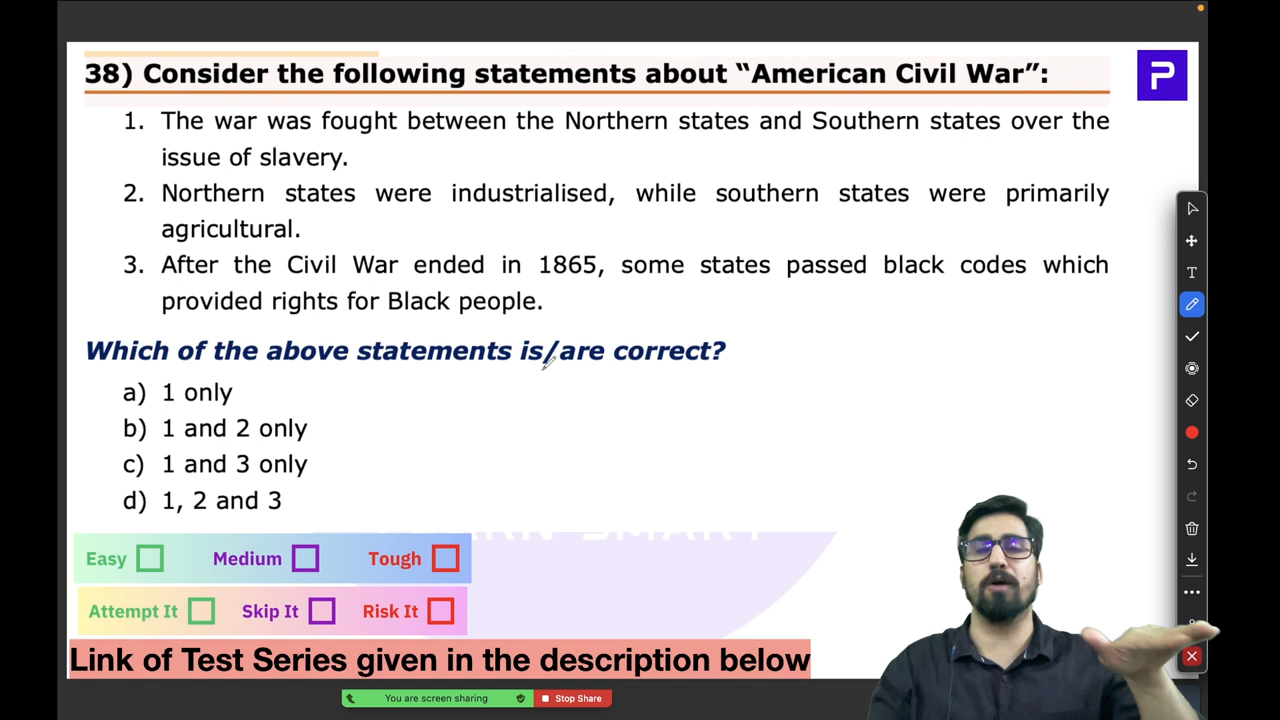 38) Consider the following statements about “American Civil War”:
1. The war was fought between the Northern states and Southern states over the
issue of slavery.
2. Northern states were industrialised, while southern states were primarily
agricultural.
3. After the Civil War ended in 1865, some states passed black codes which
provided rights for Black people.
Which of the above statements is/are correct?
a) 1 only
b) 1 and 2 only
c) 1 and 3 only
d) 1, 2 and 3
Easy Medium Tough
Attempt It Skip It Risk It
Link of Test Series given in the description below
You are screen sharing Stop Share